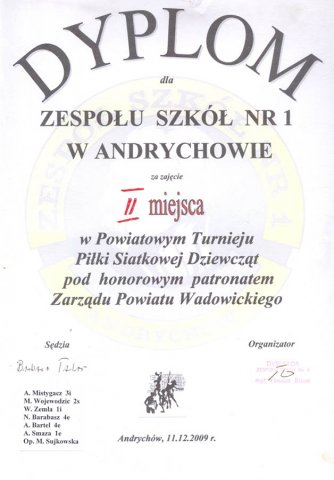 DYPLOM
dla
ZESPOŁU SZKÓŁ NR 1
W ANDRYCHOWIE
za zajęcie
II miejsca
w Powiatowym Turnieju
Piłki Siatkowej Dziewcząt
pod honorowym patronatem
Zarządu Powiatu Wadowickiego
Sędzia
Organizator
A. Mistygacz 3i
M. Wojewodzic 2s
W. Zemła 1i
N. Barabasz 4e
A. Bartel 4e
A. Smaza 1e
Op. M. Sujkowska
Andrychów, 11.12.2009 r.